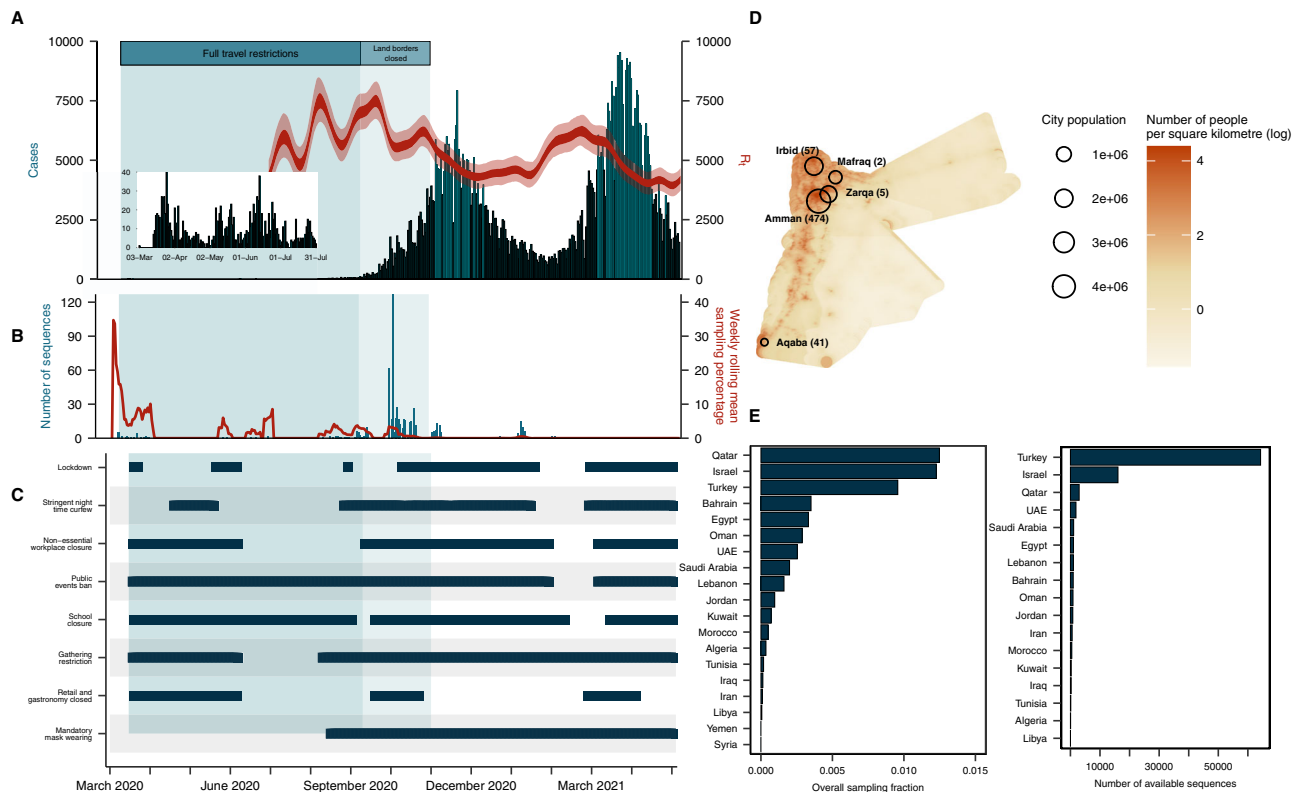 A
10000
7500
5000
2500
0
Cases
Full travel restrictions
Land borders
closed
10000
7500
5000
2500
0
Rt
40
30
20
10
0
03–Mar
02–Apr
02–May
01–Jun
01–Jul
31–Jul
B
120
90
60
30
0
Number of sequences
40
30
20
10
0
Weekly rolling mean
sampling percentage
C
Lockdown
Stringent night
time curfew
Non–essential
workplace closure
Public
events ban
School
closure
Gathering
restriction
Retail and
gastronomy closed
Mandatory
mask wearing
March 2020
June 2020
September 2020
December 2020
March 2021
D
Irbid (57)
Mafraq (2)
Zarqa (5)
Amman (474)
Aqaba (41)
City population
1e+06
2e+06
3e+06
4e+06
Number of people
per square kilometre (log)
4
2
0
E
Qatar
Israel
Turkey
Bahrain
Egypt
Oman
UAE
Saudi Arabia
Lebanon
Jordan
Kuwait
Morocco
Algeria
Tunisia
Iraq
Iran
Libya
Yemen
Syria
0.000
0.005
0.010
0.015
Overall sampling fraction
Turkey
Israel
Qatar
UAE
Saudi Arabia
Egypt
Lebanon
Bahrain
Oman
Jordan
Iran
Morocco
Kuwait
Iraq
Tunisia
Algeria
Libya
10000
30000
50000
Number of available sequences